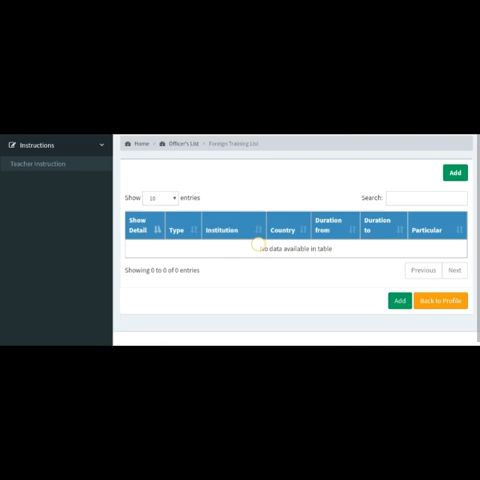 Instructions
Teacher Instruction
Home > Officer's List > Foreign Training List
Add
Show 10 entries
Search:
Show Detail Type Institution Country Duration from Duration to Particular
No data available in table
Showing 0 to 0 of 0 entries
Previous Next
Add Back to Profile